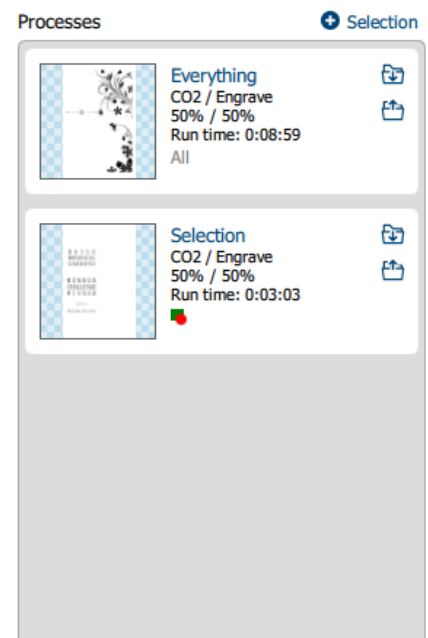 Processes
Selection
Everything
CO2 / Engrave
50% / 50%
Run time: 0:08:59
All
Selection
CO2 / Engrave
50% / 50%
Run time: 0:03:03